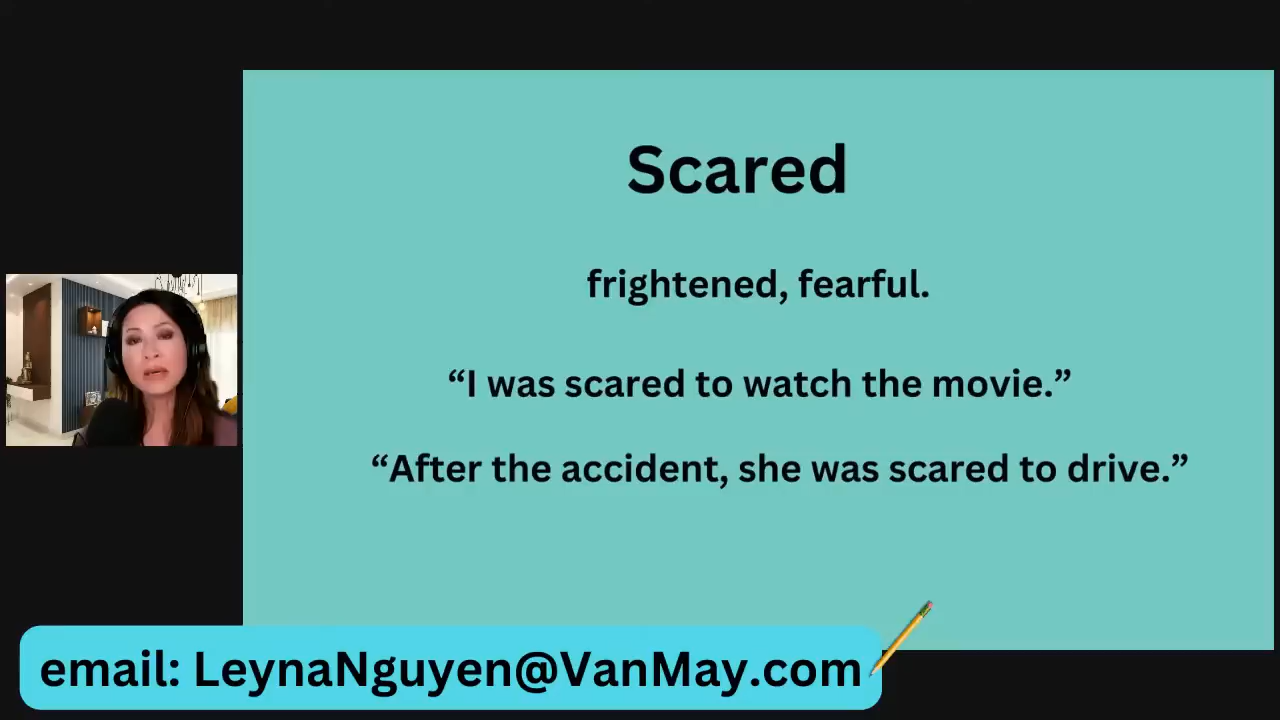 Scared
frightened, fearful.
“I was scared to watch the movie.”
“After the accident, she was scared to drive.”
email: LeynaNguyen@VanMay.com